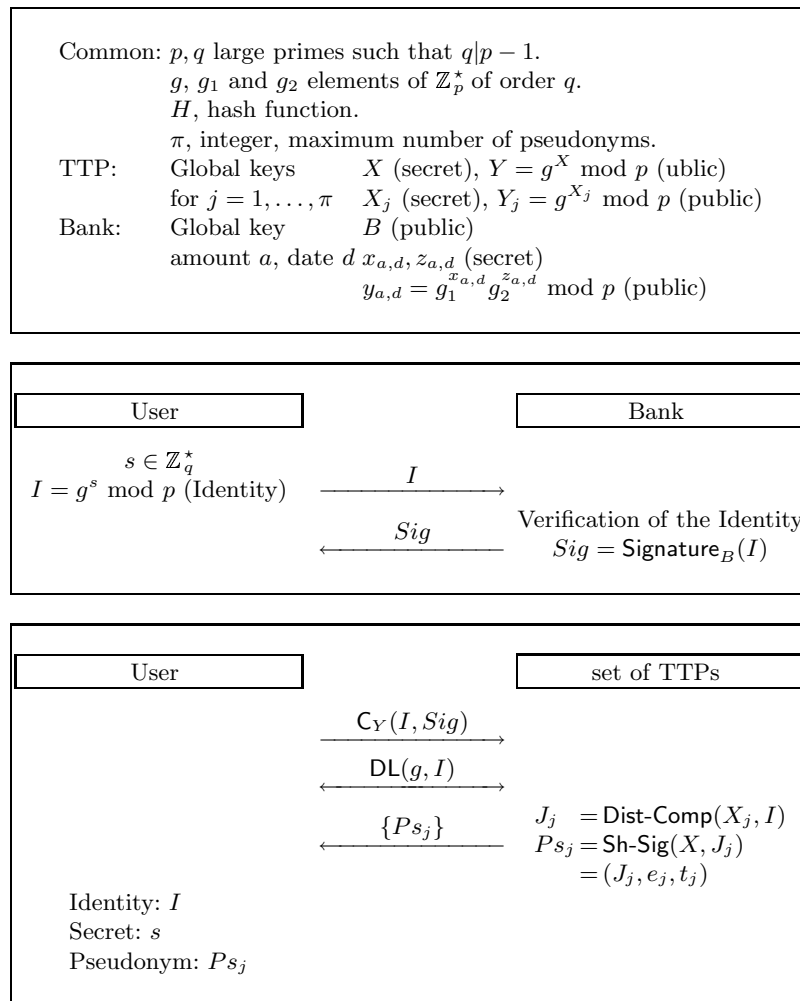 Common: p, q large primes such that q|p − 1.
g, g₁ and g₂ elements of ℤ_p^⋆ of order q.
H, hash function.
π, integer, maximum number of pseudonyms.
TTP: Global keys X (secret), Y = g^X mod p (ublic)
for j = 1, . . . , π X_j (secret), Y_j = g^{X_j} mod p (public)
Bank: Global key B (public)
amount a, date d x_{a,d}, z_{a,d} (secret)
y_{a,d} = g_1^{x_{a,d}} g_2^{z_{a,d}} mod p (public)
User Bank
s ∈ ℤ_q^⋆
I = g^s mod p (Identity) I
Sig Verification of the Identity
Sig = Signature_B(I)
User set of TTPs
C_Y(I, Sig)
DL(g, I)
J_j = Dist-Comp(X_j, I)
{Ps_j} Ps_j = Sh-Sig(X, J_j)
= (J_j, e_j, t_j)
Identity: I
Secret: s
Pseudonym: Ps_j